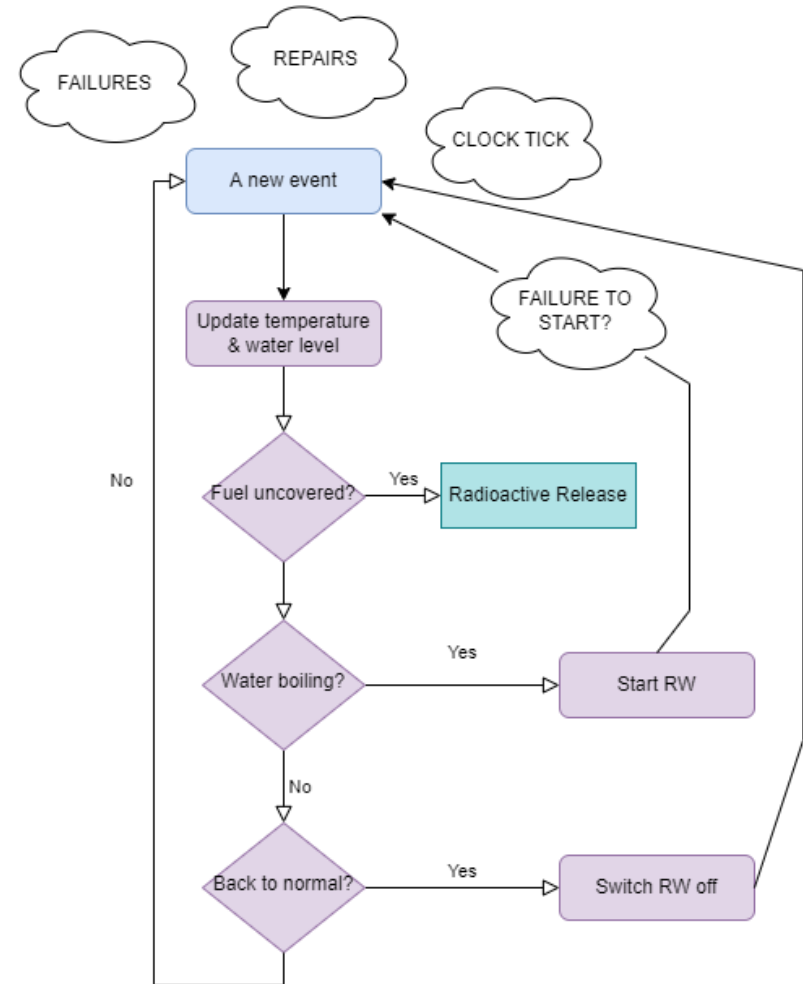 REPAIRS
FAILURES
CLOCK TICK
A new event
FAILURE TO
START?
Update temperature
& water level
No
Fuel uncovered?
Yes
Radioactive Release
Water boiling?
Yes
Start RW
No
Back to normal?
Yes
Switch RW off